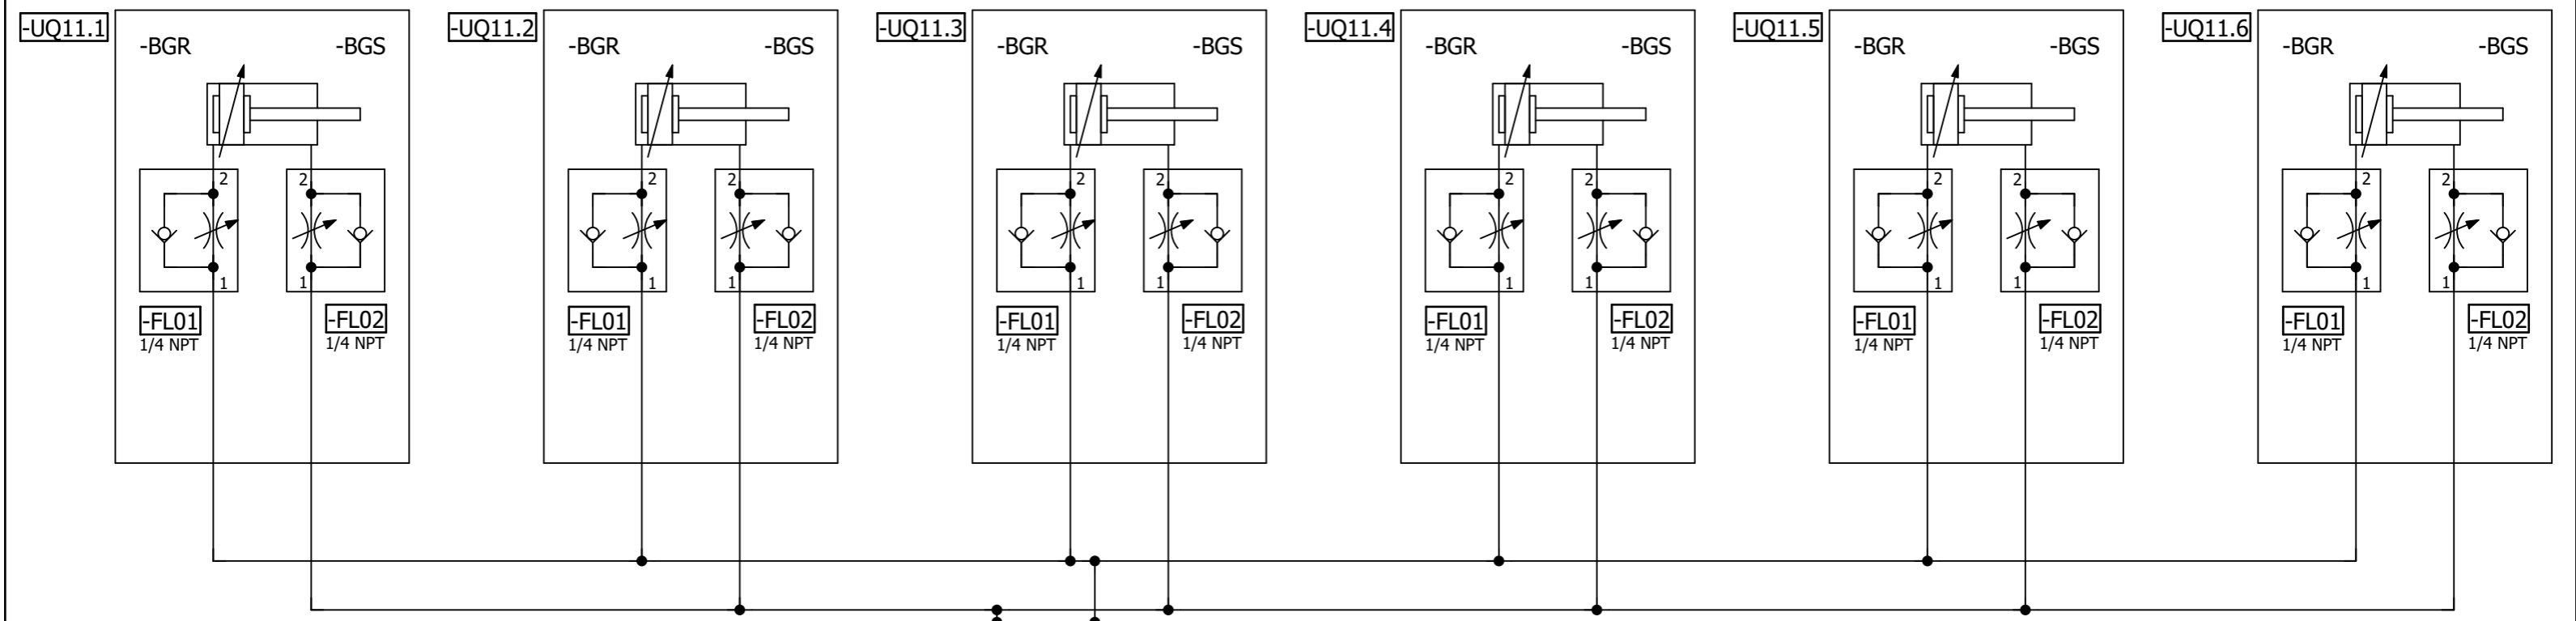 -UQ11.1
-BGR
-BGS
2
2
1
1
-FL01
1/4 NPT
-FL02
1/4 NPT
-UQ11.2
-BGR
-BGS
2
2
1
1
-FL01
1/4 NPT
-FL02
1/4 NPT
-UQ11.3
-BGR
-BGS
2
2
1
1
-FL01
1/4 NPT
-FL02
1/4 NPT
-UQ11.4
-BGR
-BGS
2
2
1
1
-FL01
1/4 NPT
-FL02
1/4 NPT
-UQ11.5
-BGR
-BGS
2
2
1
1
-FL01
1/4 NPT
-FL02
1/4 NPT
-UQ11.6
-BGR
-BGS
2
2
1
1
-FL01
1/4 NPT
-FL02
1/4 NPT